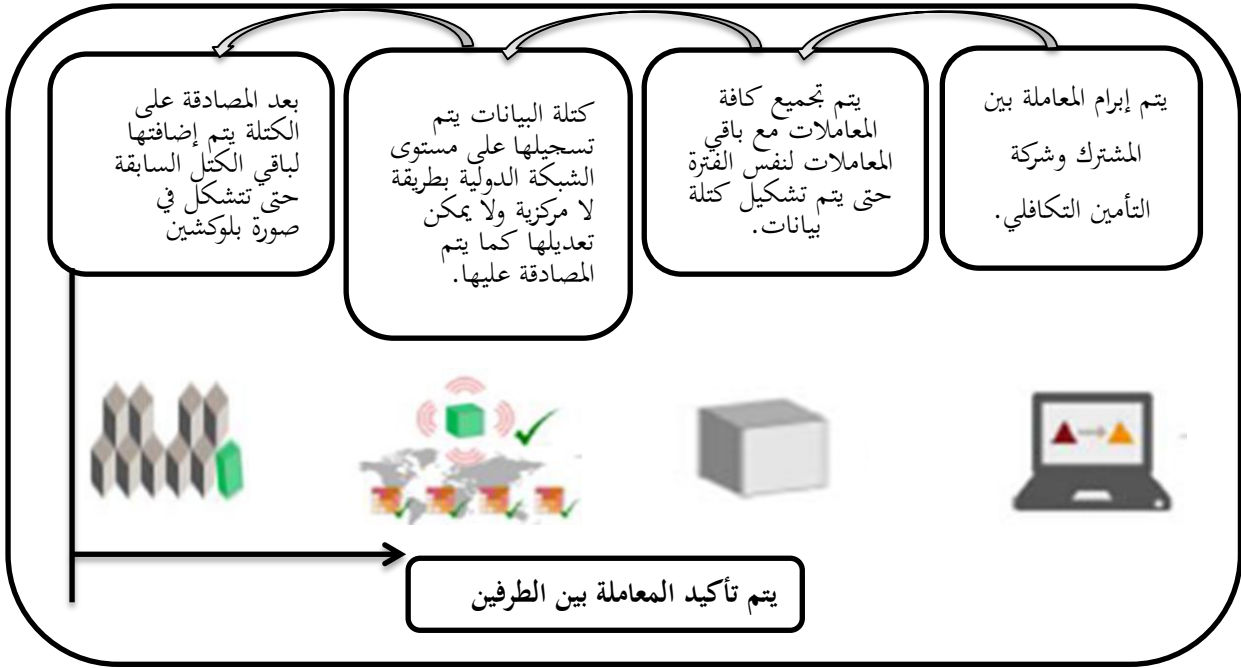 يتم إبرام المعاملة بين
المشترك وشركة
التأمين التكافلي.
يتم تجميع كافة
المعاملات مع باقي
المعاملات لنفس الفترة
حتى يتم تشكيل كتلة
بيانات.
كتلة البيانات يتم
تسجيلها على مستوى
الشبكة الدولية بطريقة
لا مركزية ولا يمكن
تعديلها كما يتم
المصادقة عليها.
بعد المصادقة على
الكتلة يتم إضافتها
لباقي الكتل السابقة
حتى تتشكل في
صورة بلوكشين
يتم تأكيد المعاملة بين الطرفين